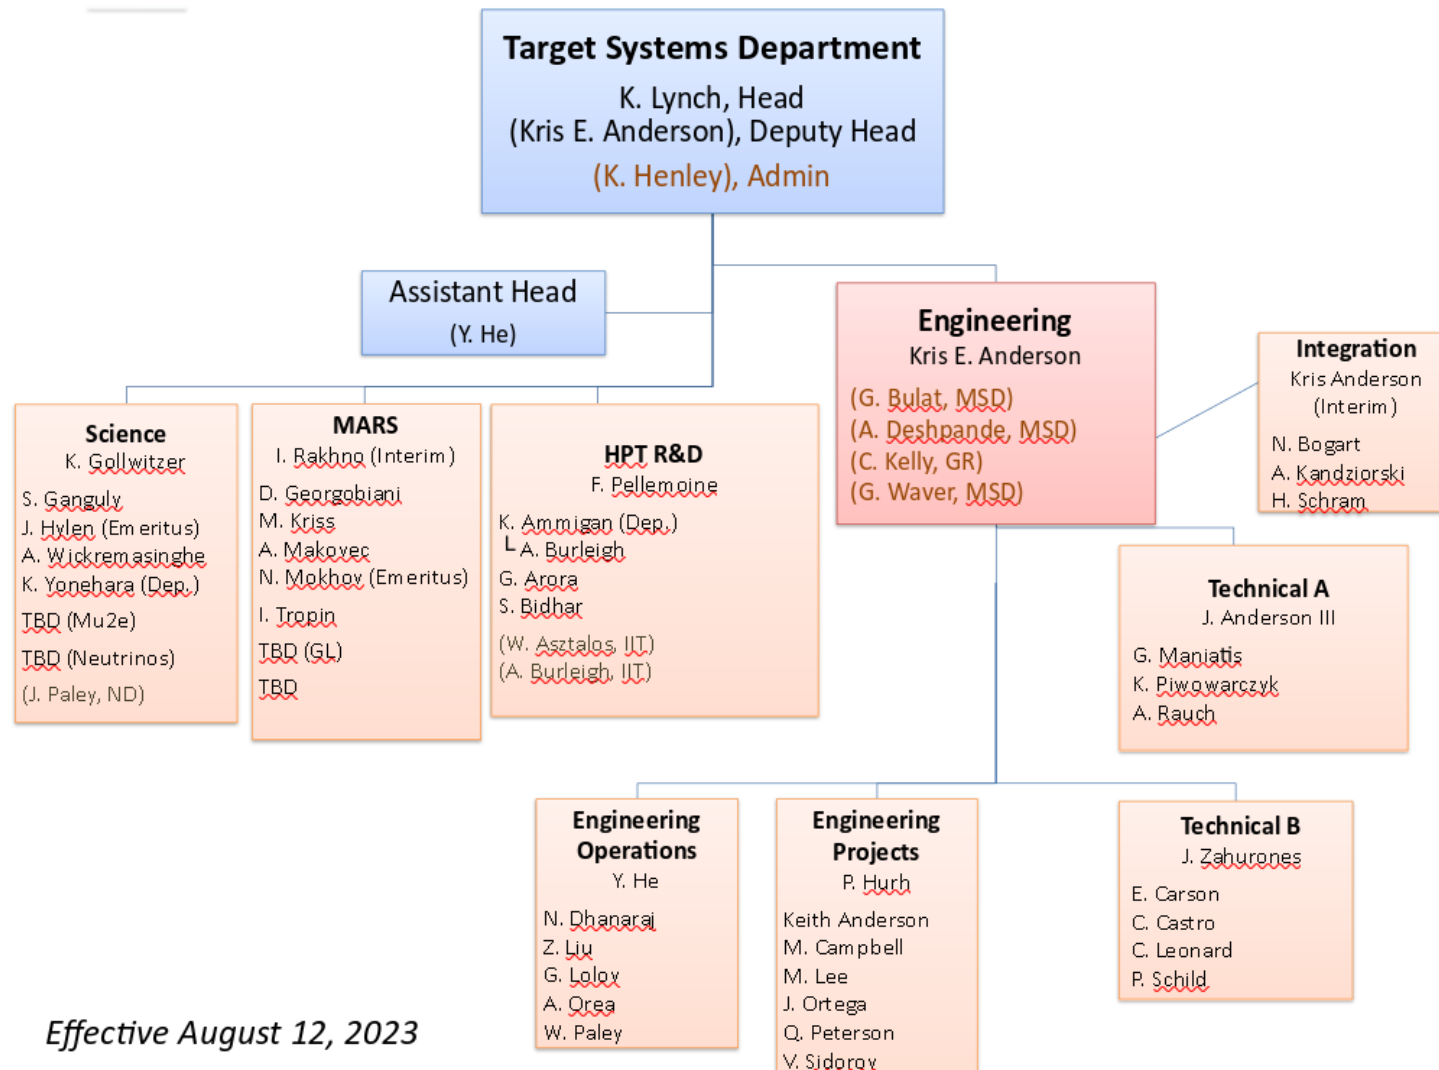 Target Systems Department
K. Lynch, Head
(Kris E. Anderson), Deputy Head
(K. Henley), Admin
Assistant Head
(Y. He)
Engineering
Kris E. Anderson
(G. Bulat, MSD)
(A. Deshpande, MSD)
(C. Kelly, GR)
(G. Waver, MSD)
Integration
Kris Anderson
(Interim)
N. Bogart
A. Kandziorski
H. Schram
Science
K. Gollwitzer
S. Ganguly
J. Hylen (Emeritus)
A. Wickremasinghe
K. Yonehara (Dep.)
TBD (Mu2e)
TBD (Neutrinos)
(J. Paley, ND)
MARS
I. Rakhno (Interim)
D. Georgobiani
M. Kriss
A. Makovec
N. Mokhov (Emeritus)
I. Tropin
TBD (GL)
TBD
HPT R&D
F. Pellemoine
K. Ammigan (Dep.)
└ A. Burleigh
G. Arora
S. Bidhar
(W. Asztalos, IIT)
(A. Burleigh, IIT)
Technical A
J. Anderson III
G. Maniatis
K. Piwowarczyk
A. Rauch
Engineering
Operations
Y. He
N. Dhanaraj
Z. Liu
G. Lolov
A. Orea
W. Paley
Engineering
Projects
P. Hurh
Keith Anderson
M. Campbell
M. Lee
J. Ortega
Q. Peterson
V. Sidorov
Technical B
J. Zahurones
E. Carson
C. Castro
C. Leonard
P. Schild
Effective August 12, 2023